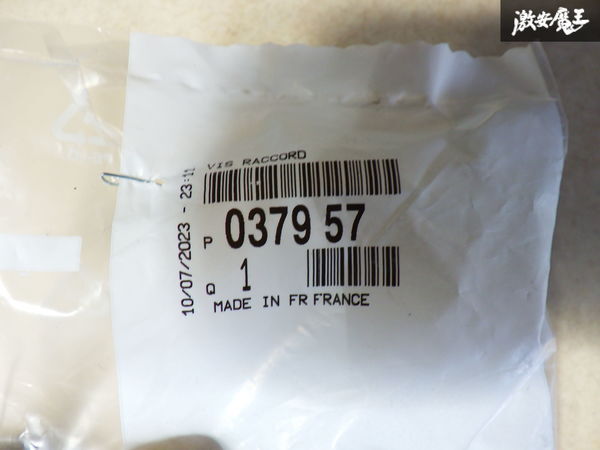 激安魔王
VIS RACCORD
P 0379 57
Q 1
MADE IN FR FRANCE
10/07/2023 - 23:11